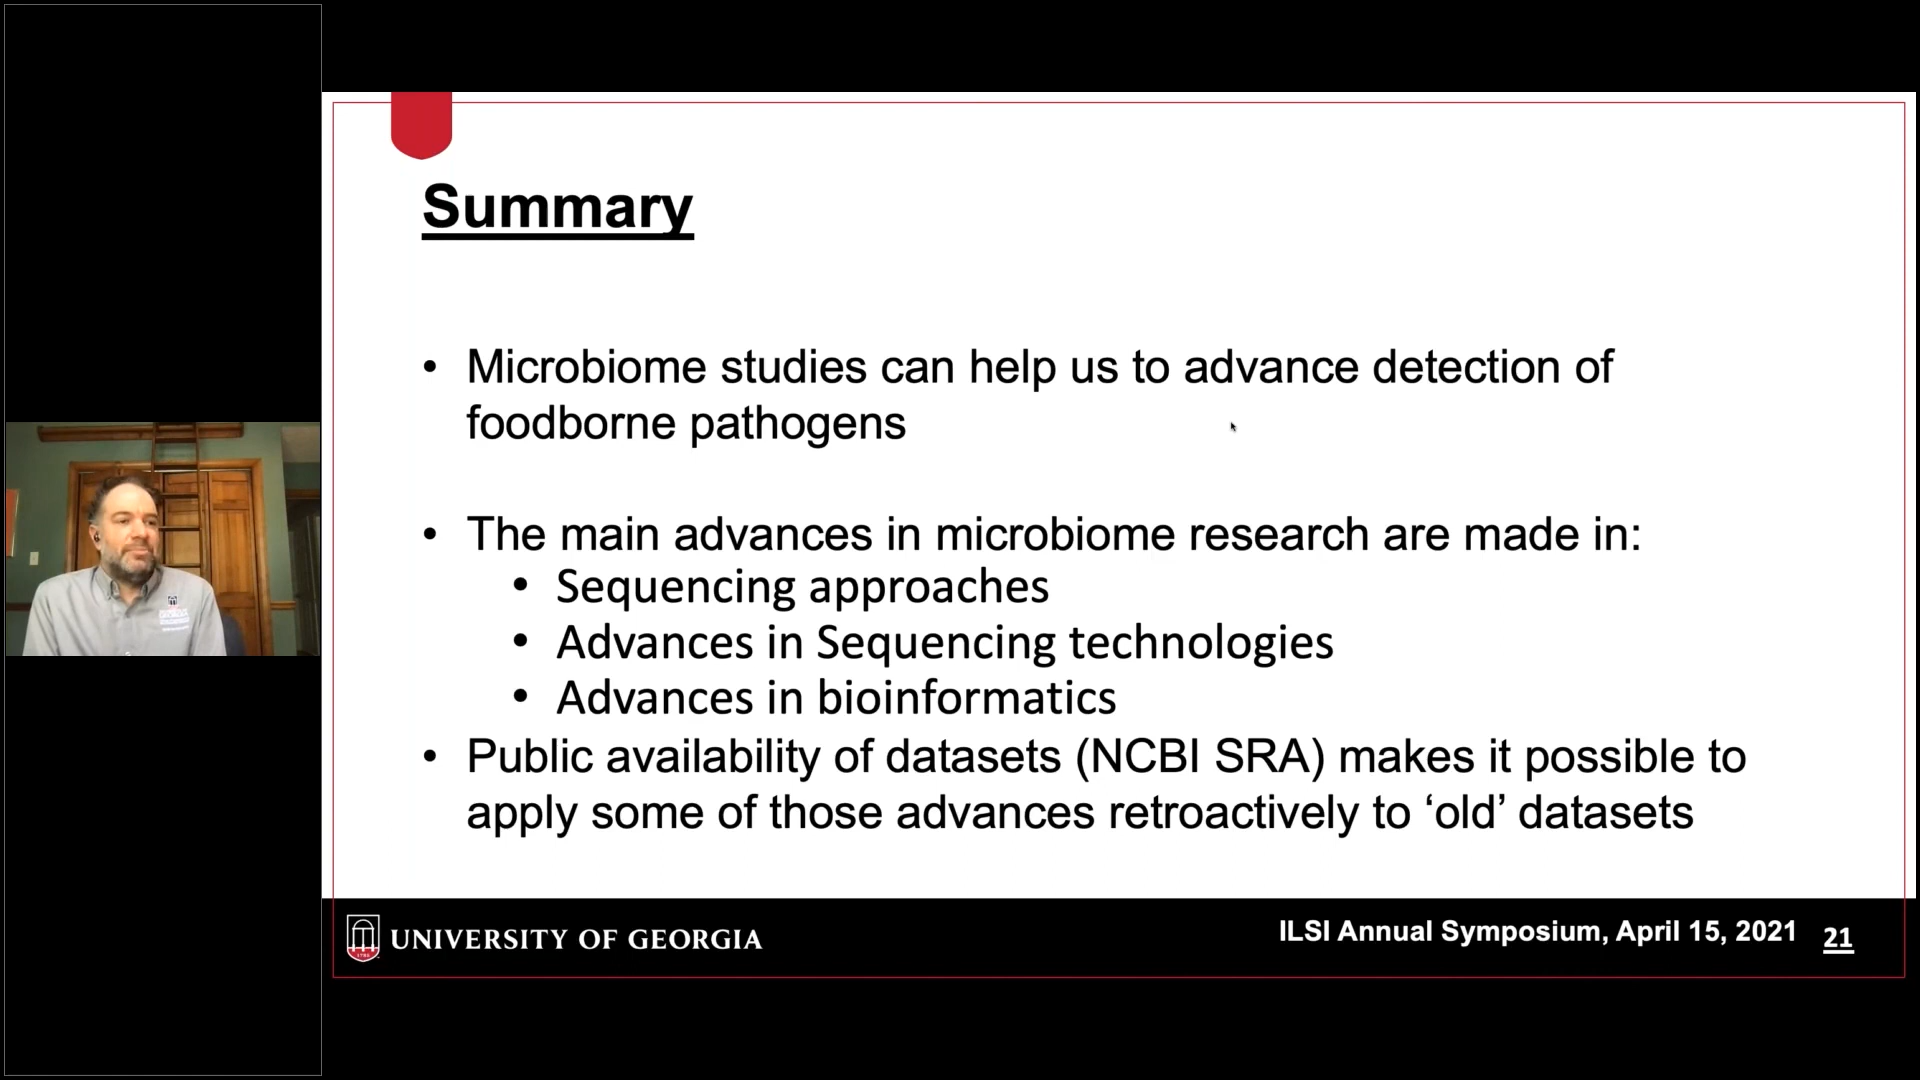 Summary
• Microbiome studies can help us to advance detection of
foodborne pathogens
• The main advances in microbiome research are made in:
• Sequencing approaches
• Advances in Sequencing technologies
• Advances in bioinformatics
• Public availability of datasets (NCBI SRA) makes it possible to
apply some of those advances retroactively to ‘old’ datasets
UNIVERSITY OF GEORGIA
ILSI Annual Symposium, April 15, 2021
21